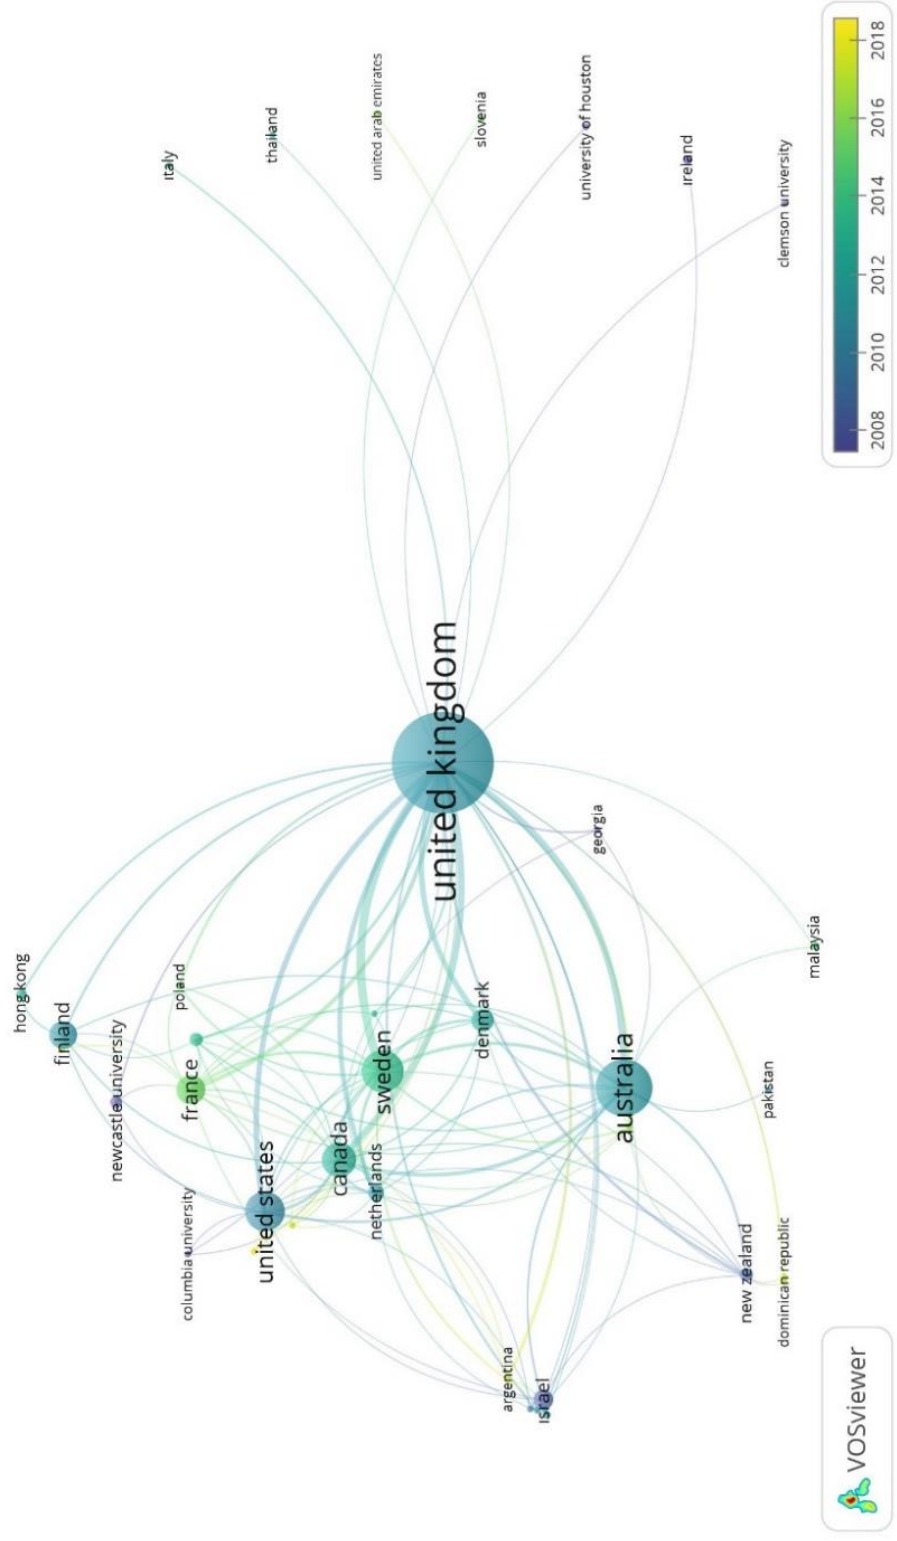 italy
thailand
united arab emirates
slovenia
university of houston
ireland
clemson university
united kingdom
georgia
malaysia
hong kong
finland
newcastle university
poland
france
sweden
denmark
australia
pakistan
canada
netherlands
united states
columbia university
new zealand
dominican republic
argentina
israel
VOSviewer
2008 2010 2012 2014 2016 2018